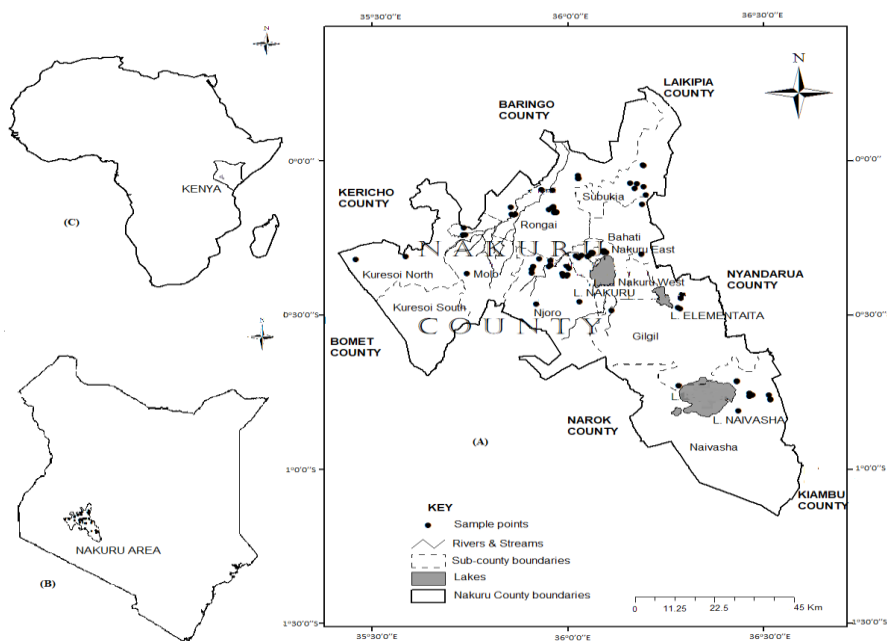 N
KENYA
(C)
N
NAKURU AREA
(B)
35°30'0"E 36°0'0"E 36°30'0"E
N
LAIKIPIA
COUNTY
BARINGO
COUNTY
0°0'0" 0°0'0"
KERICHO
COUNTY
Subukia
Rongai
Bahati
NAKURU
Nakuru East
Kuresoi North
Molo
Nakuru West
NYANDARUA
COUNTY
L. NAKURU
Kuresoi South
Njoro
L. ELEMENTAITA
0°30'0"S 0°30'0"S
COUNTY
Gilgil
BOMET
COUNTY
L.
L. NAIVASHA
NAROK
COUNTY
(A)
Naivasha
1°0'0"S 1°0'0"S
KIAMBU
COUNTY
KEY
Sample points
Rivers & Streams
Sub-county boundaries
Lakes
Nakuru County boundaries
0 11.25 22.5 45 Km
1°30'0"S 1°30'0"S
35°30'0"E 36°0'0"E 36°30'0"E